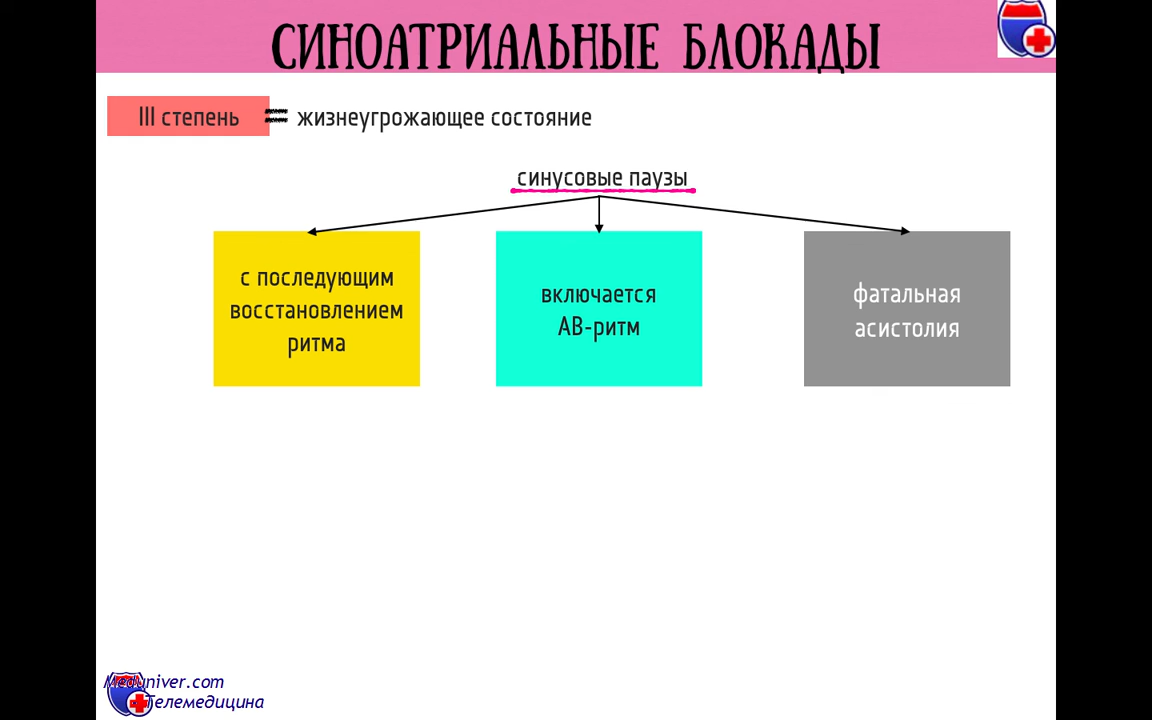 СИНОАТРИАЛЬНЫЕ БЛОКАДЫ
III степень = жизнеугрожающее состояние
синусовые паузы
с последующим
восстановлением
ритма
включается
АВ-ритм
фатальная
асистолия
Meduniver.com
Телемедицина